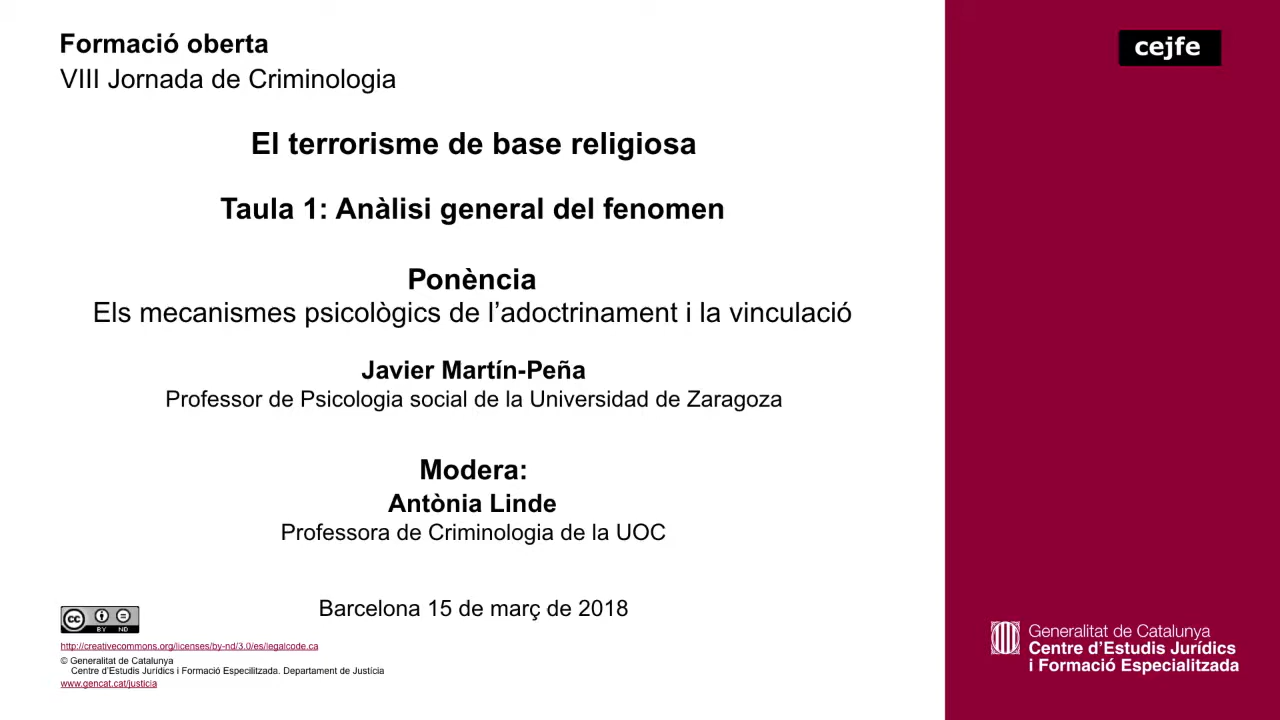 Formació oberta
VIII Jornada de Criminologia
cejfe
El terrorisme de base religiosa
Taula 1: Anàlisi general del fenomen
Ponència
Els mecanismes psicològics de l’adoctrinament i la vinculació
Javier Martín-Peña
Professor de Psicologia social de la Universidad de Zaragoza
Modera:
Antònia Linde
Professora de Criminologia de la UOC
Barcelona 15 de març de 2018
cc BY ND
http://creativecommons.org/licenses/by-nd/3.0/es/legalcode.ca
© Generalitat de Catalunya
Centre d’Estudis Jurídics i Formació Especilitzada. Departament de Justícia
www.gencat.cat/justicia
Generalitat de Catalunya
Centre d’Estudis Jurídics
i Formació Especialitzada